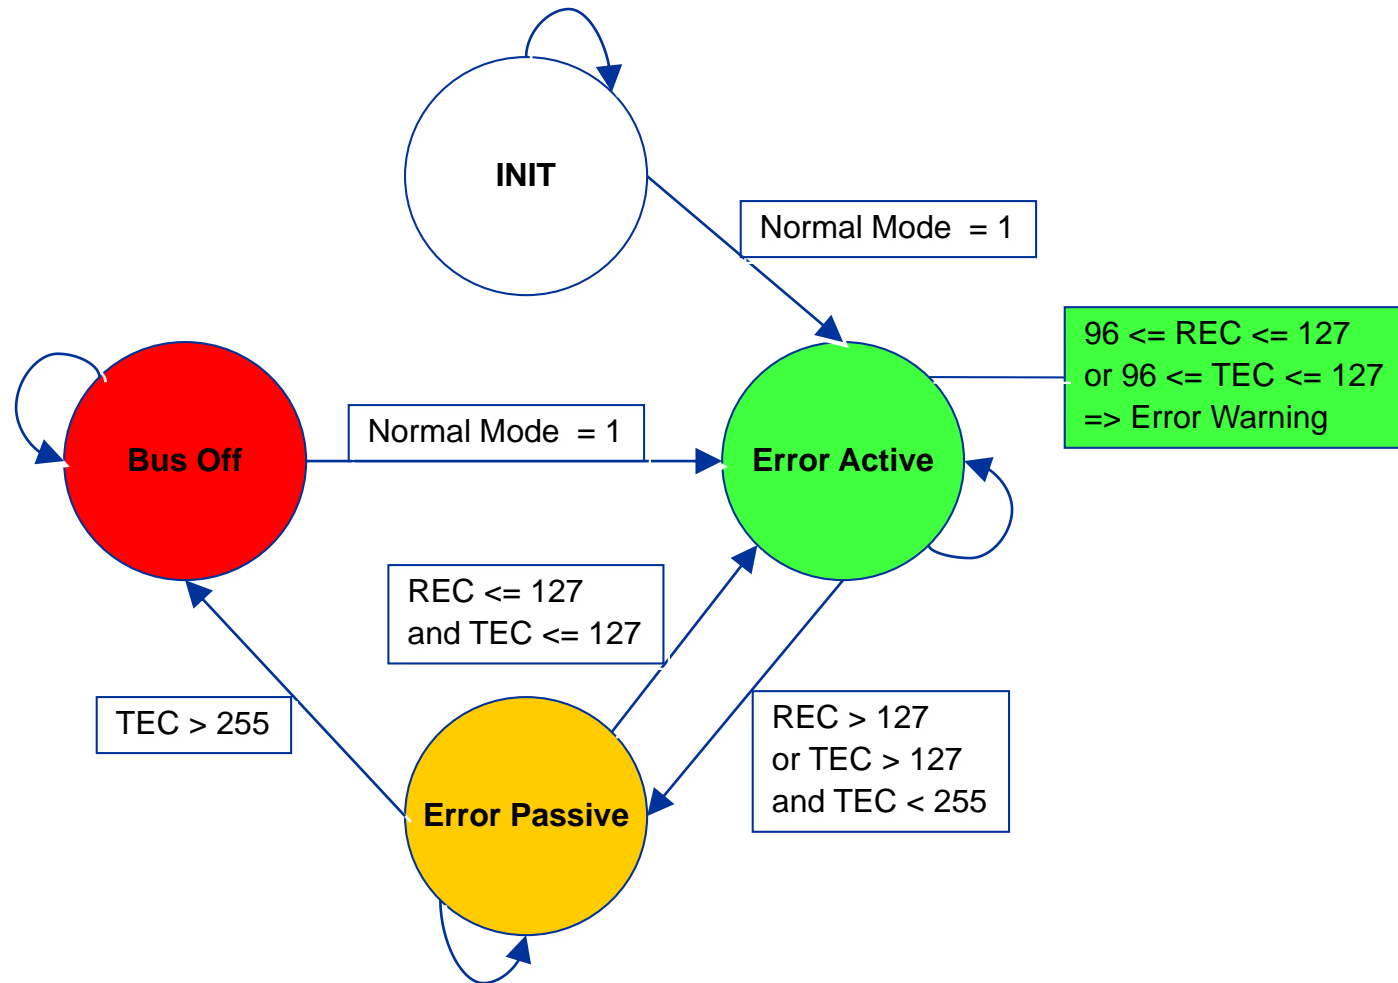 INIT
Normal Mode  = 1
96 <= REC <= 127
or 96 <= TEC <= 127
=> Error Warning
Bus Off
Normal Mode  = 1
Error Active
REC <= 127
and TEC <= 127
TEC > 255
REC > 127
or TEC > 127
and TEC < 255
Error Passive